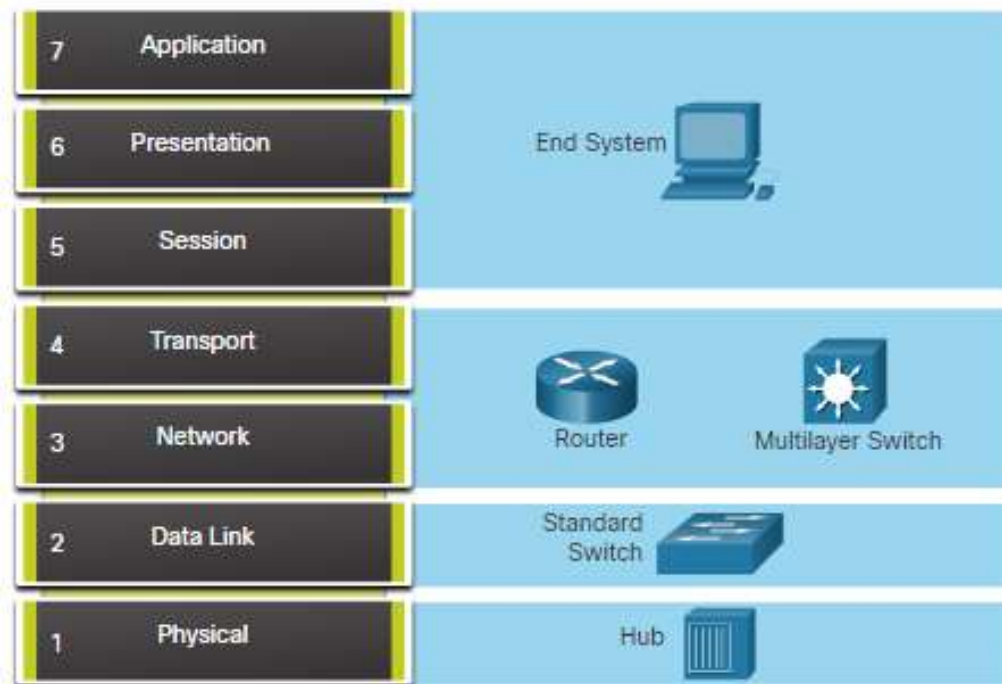 7 Application
6 Presentation
End System
5 Session
4 Transport
3 Network
Router
Multilayer Switch
2 Data Link
Standard
Switch
1 Physical
Hub